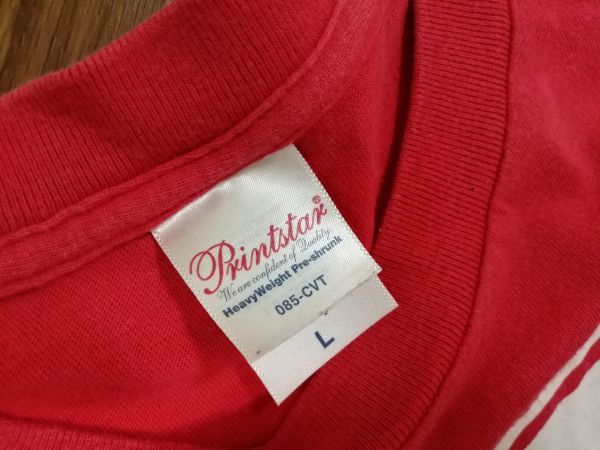 Printstar®
We are confident of Quality.
HeavyWeight Pre-shrunk
085-CVT
L